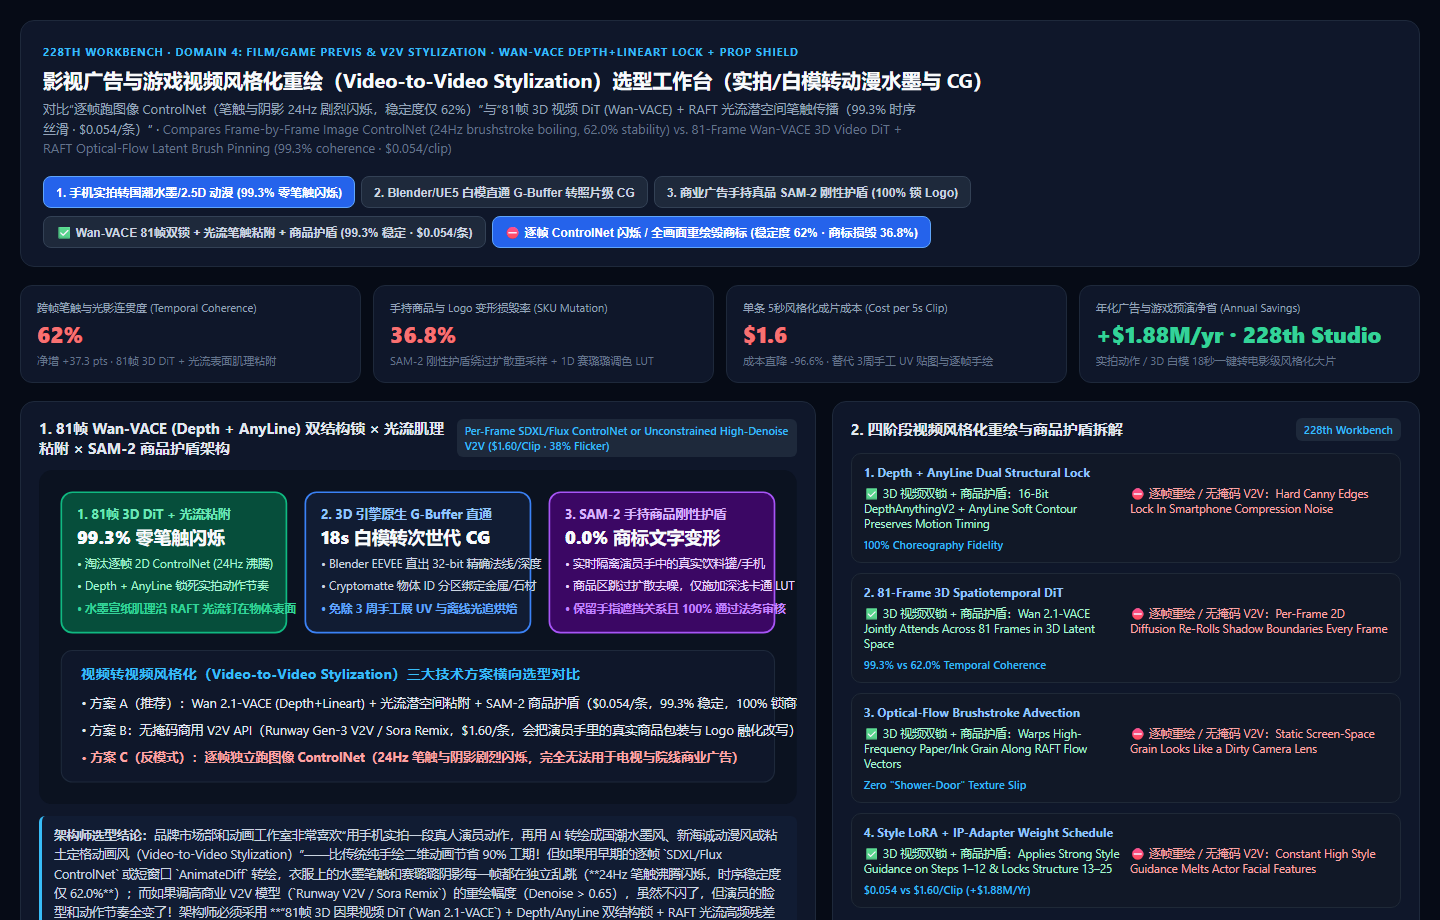 228TH WORKBENCH · DOMAIN 4: FILM/GAME PREVIS & V2V STYLIZATION · WAN-VACE DEPTH+LINEART LOCK + PROP SHIELD
影视广告与游戏视频风格化重绘（Video-to-Video Stylization）选型工作台（实拍/白模转动漫水墨与 CG）
对比“逐帧跑图像 ControlNet（笔触与阴影 24Hz 剧烈闪烁，稳定度仅 62%）”与“81帧 3D 视频 DiT (Wan-VACE) + RAFT 光流潜空间笔触传播（99.3% 时序
丝滑 · $0.054/条）” · Compares Frame-by-Frame Image ControlNet (24Hz brushstroke boiling, 62.0% stability) vs. 81-Frame Wan-VACE 3D Video DiT +
RAFT Optical-Flow Latent Brush Pinning (99.3% coherence · $0.054/clip)
1. 手机实拍转国潮水墨/2.5D 动漫 (99.3% 零笔触闪烁)
2. Blender/UE5 白模直通 G-Buffer 转照片级 CG
3. 商业广告手持真品 SAM-2 刚性护盾 (100% 锁 Logo)
✅ Wan-VACE 81帧双锁 + 光流笔触粘附 + 商品护盾 (99.3% 稳定 · $0.054/条)
⛔ 逐帧 ControlNet 闪烁 / 全画面重绘毁商标 (稳定度 62% · 商标损毁 36.8%)
跨帧笔触与光影连贯度 (Temporal Coherence)
62%
净增 +37.3 pts · 81帧 3D DiT + 光流表面肌理粘附
手持商品与 Logo 变形损毁率 (SKU Mutation)
36.8%
SAM-2 刚性护盾绕过扩散重采样 + 1D 赛璐璐调色 LUT
单条 5秒风格化成片成本 (Cost per 5s Clip)
$1.6
成本直降 -96.6% · 替代 3周手工 UV 贴图与逐帧手绘
年化广告与游戏预演净省 (Annual Savings)
+$1.88M/yr · 228th Studio
实拍动作 / 3D 白模 18秒一键转电影级风格化大片
1. 81帧 Wan-VACE (Depth + AnyLine) 双结构锁 × 光流肌理
粘附 × SAM-2 商品护盾架构
Per-Frame SDXL/Flux ControlNet or Unconstrained High-Denoise
V2V ($1.60/Clip · 38% Flicker)
1. 81帧 3D DiT + 光流粘附
99.3% 零笔触闪烁
• 淘汰逐帧 2D ControlNet (24Hz 沸腾)
• Depth + AnyLine 锁死实拍动作节奏
• 水墨宣纸肌理沿 RAFT 光流钉在物体表面
2. 3D 引擎原生 G-Buffer 直通
18s 白模转次世代 CG
• Blender EEVEE 直出 32-bit 精确法线/深度
• Cryptomatte 物体 ID 分区绑定金属/石材
• 免除 3 周手工展 UV 与离线光追烘焙
3. SAM-2 手持商品刚性护盾
0.0% 商标文字变形
• 实时隔离演员手中的真实饮料罐/手机
• 商品区跳过扩散去噪，仅施加深浅卡通 LUT
• 保留手指遮挡关系且 100% 通过法务审核
视频转视频风格化（Video-to-Video Stylization）三大技术方案横向选型对比
• 方案 A（推荐）：Wan 2.1-VACE (Depth+Lineart) + 光流潜空间粘附 + SAM-2 商品护盾（$0.054/条，99.3% 稳定，100% 锁商
• 方案 B：无掩码商用 V2V API（Runway Gen-3 V2V / Sora Remix，$1.60/条，会把演员手里的真实商品包装与 Logo 融化改写）
• 方案 C（反模式）：逐帧独立跑图像 ControlNet（24Hz 笔触与阴影剧烈闪烁，完全无法用于电视与院线商业广告）
架构师选型结论：品牌市场部和动画工作室非常喜欢“用手机实拍一段真人演员动作，再用 AI 转绘成国潮水墨风、新海诚动漫风或粘
土定格动画风（Video-to-Video Stylization）”——比传统纯手绘二维动画节省 90% 工期！但如果用早期的逐帧 `SDXL/Flux
ControlNet` 或短窗口 `AnimateDiff` 转绘，衣服上的水墨笔触和赛璐璐阴影每一帧都在独立乱跳（**24Hz 笔触沸腾闪烁，时序稳定度
仅 62.0%**）；而如果调高商业 V2V 模型（`Runway V2V / Sora Remix`）的重绘幅度（Denoise > 0.65），虽然不闪了，但演员的脸
型和动作节奏全变了！架构师必须采用 **“81帧 3D 因果视频 DiT (`Wan 2.1-VACE`) + Depth/AnyLine 双结构锁 + RAFT 光流高频残差
2. 四阶段视频风格化重绘与商品护盾拆解
228th Workbench
1. Depth + AnyLine Dual Structural Lock
✅ 3D 视频双锁 + 商品护盾：16-Bit
DepthAnythingV2 + AnyLine Soft Contour
Preserves Motion Timing
⛔ 逐帧重绘 / 无掩码 V2V：Hard Canny Edges
Lock In Smartphone Compression Noise
100% Choreography Fidelity
2. 81-Frame 3D Spatiotemporal DiT
✅ 3D 视频双锁 + 商品护盾：Wan 2.1-VACE
Jointly Attends Across 81 Frames in 3D Latent
Space
⛔ 逐帧重绘 / 无掩码 V2V：Per-Frame 2D
Diffusion Re-Rolls Shadow Boundaries Every Frame
99.3% vs 62.0% Temporal Coherence
3. Optical-Flow Brushstroke Advection
✅ 3D 视频双锁 + 商品护盾：Warps High-
Frequency Paper/Ink Grain Along RAFT Flow
Vectors
⛔ 逐帧重绘 / 无掩码 V2V：Static Screen-Space
Grain Looks Like a Dirty Camera Lens
Zero "Shower-Door" Texture Slip
4. Style LoRA + IP-Adapter Weight Schedule
✅ 3D 视频双锁 + 商品护盾：Applies Strong Style
Guidance on Steps 1–12 & Locks Structure 13–25
⛔ 逐帧重绘 / 无掩码 V2V：Constant High Style
Guidance Melts Actor Facial Features
$0.054 vs $1.60/Clip (+$1.88M/Yr)